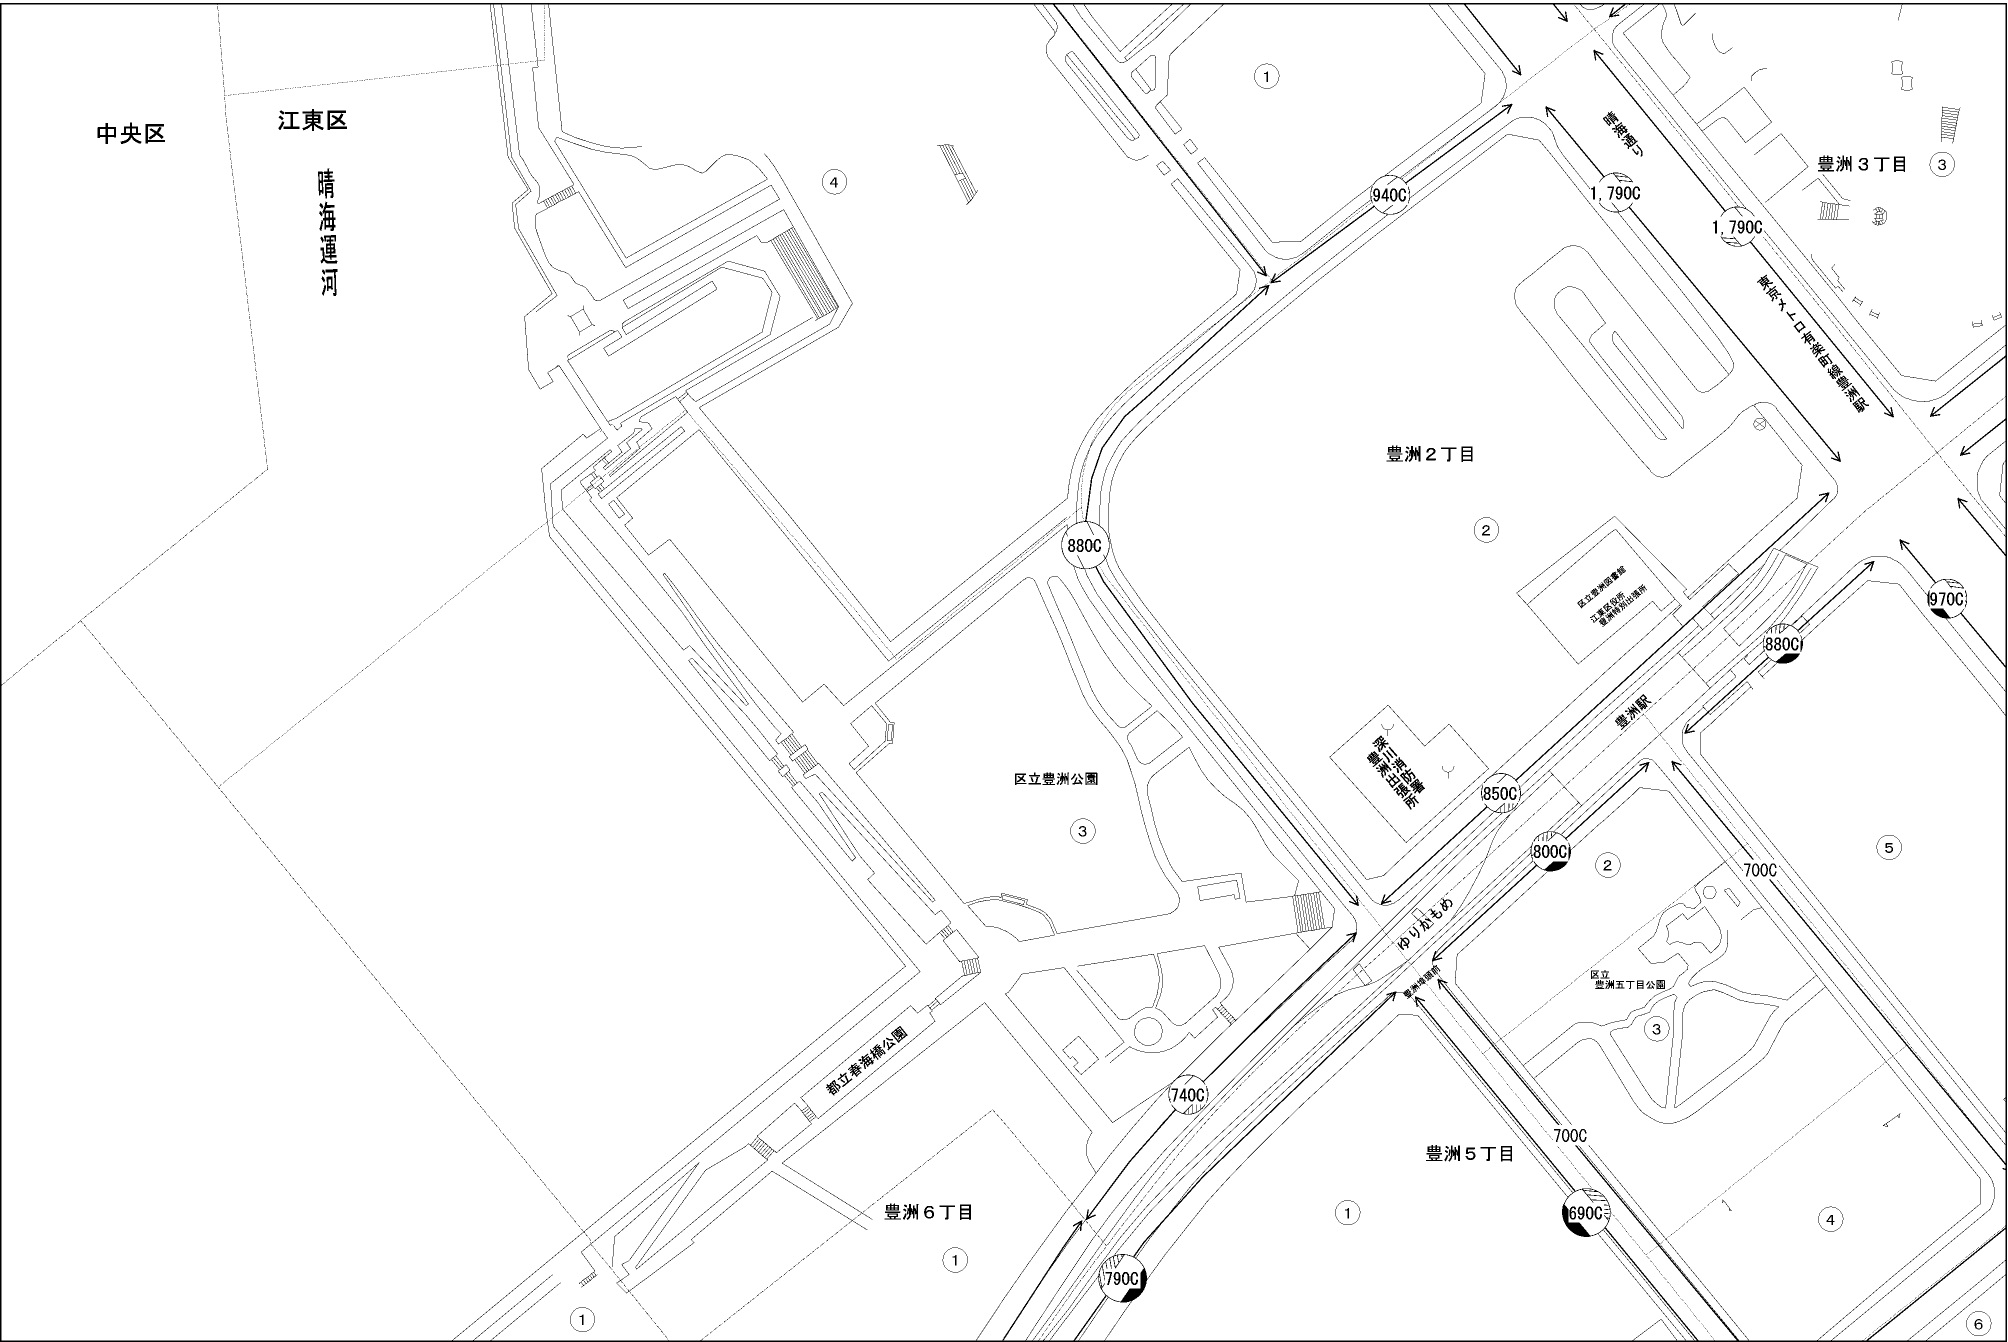 中央区
江東区
晴海運河
④
①
940C
晴海通り
1,790C
1,790C
豊洲3丁目
③
東京メトロ有楽町線豊洲駅
豊洲2丁目
②
880C
区立豊洲図書館
江東区役所
豊洲特別出張所
970C
880C
豊洲駅
深川消防署
豊洲出張所
区立豊洲公園
③
850C
800C
②
700C
⑤
ゆりかもめ
豊洲埠頭前
区立
豊洲五丁目公園
③
都立春海橋公園
740C
700C
豊洲5丁目
豊洲6丁目
①
①
690C
④
790C
①
⑥